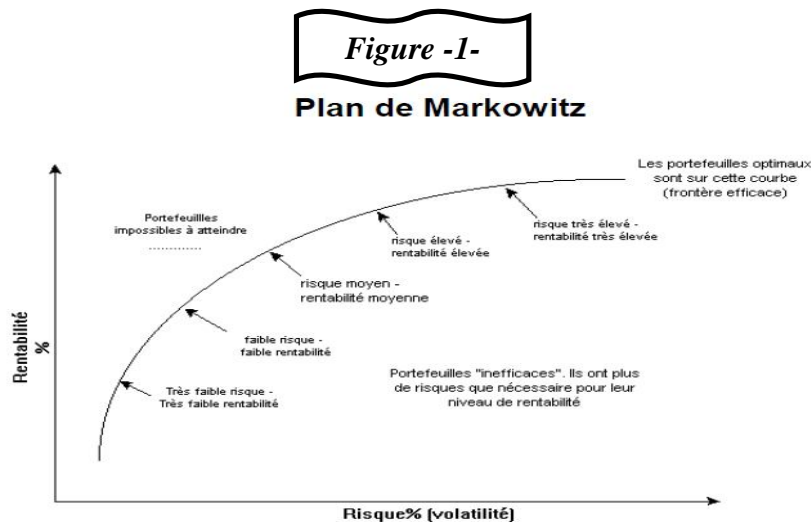 Figure -1-
Plan de Markowitz
Les portefeuilles optimaux
sont sur cette courbe
(frontère efficace)
Portefeuillles
impossibles à atteindre
............
risque très élevé -
rentabilité très élevée
risque élevé -
rentabilité élevée
risque moyen -
rentabilité moyenne
faible risque -
faible rentabilité
Très faible risque -
Très faible rentabilité
Portefeuilles "inefficaces". Ils ont plus
de risques que nécessaire pour leur
niveau de rentabilité
Rentabilité
%
Risque% (volatilité)